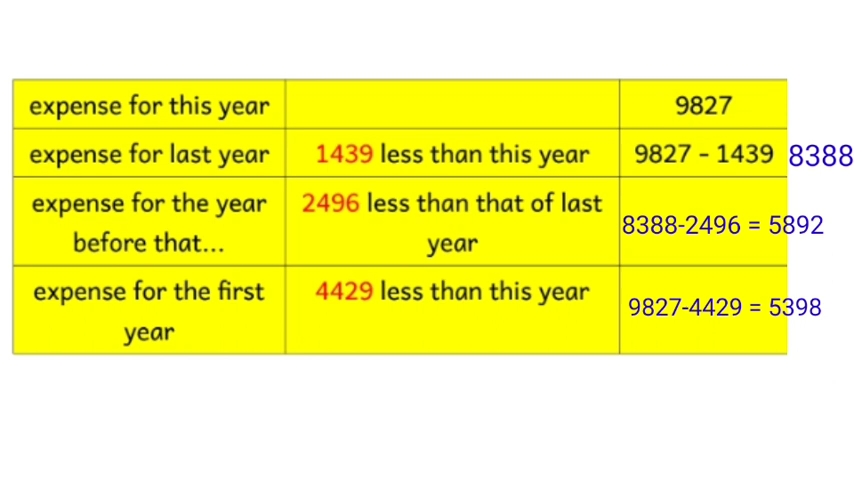 expense for this year
9827
expense for last year
1439 less than this year
9827 - 1439
8388
expense for the year
before that...
2496 less than that of last
year
8388-2496 = 5892
expense for the first
year
4429 less than this year
9827-4429 = 5398